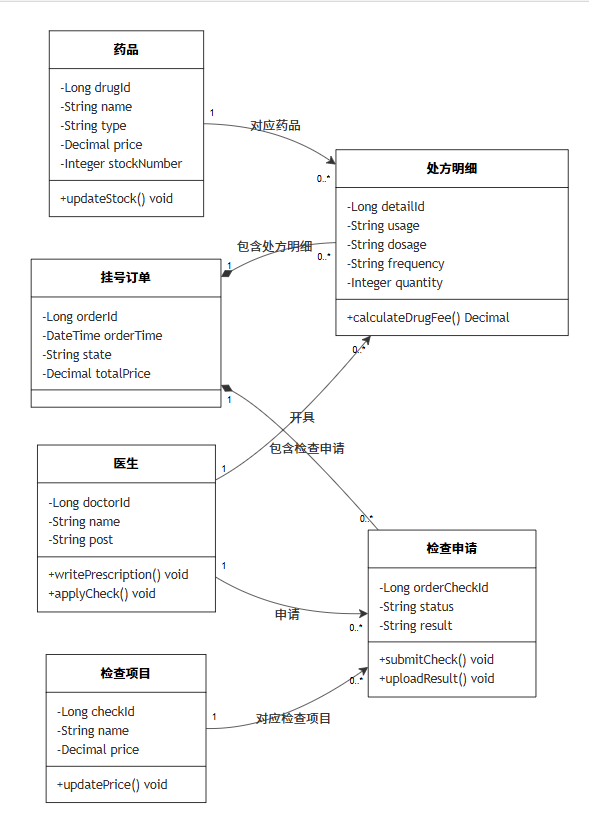 药品
-Long drugId
-String name
-String type
-Decimal price
-Integer stockNumber
+updateStock() void
1
对应药品
0..*
处方明细
-Long detailId
-String usage
-String dosage
-String frequency
-Integer quantity
+calculateDrugFee() Decimal
包含处方明细
1
0..*
挂号订单
-Long orderId
-DateTime orderTime
-String state
-Decimal totalPrice
1
0..*
开具
包含检查申请
医生
-Long doctorId
-String name
-String post
+writePrescription() void
+applyCheck() void
1
1
0..*
申请
0..*
检查申请
-Long orderCheckId
-String status
-String result
+submitCheck() void
+uploadResult() void
检查项目
-Long checkId
-String name
-Decimal price
+updatePrice() void
1
对应检查项目
0..*